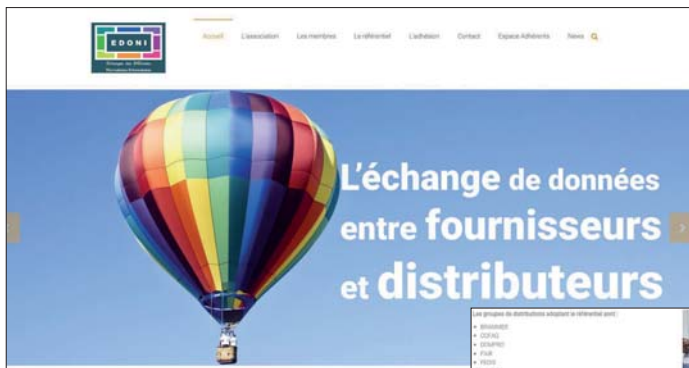 EDONI
Accueil L'association Les membres Le référentiel L'adhésion Contact Espace Adhérents News
L'échange de données
entre fournisseurs
et distributeurs
Les groupes de distributions adoptant le référentiel sont :